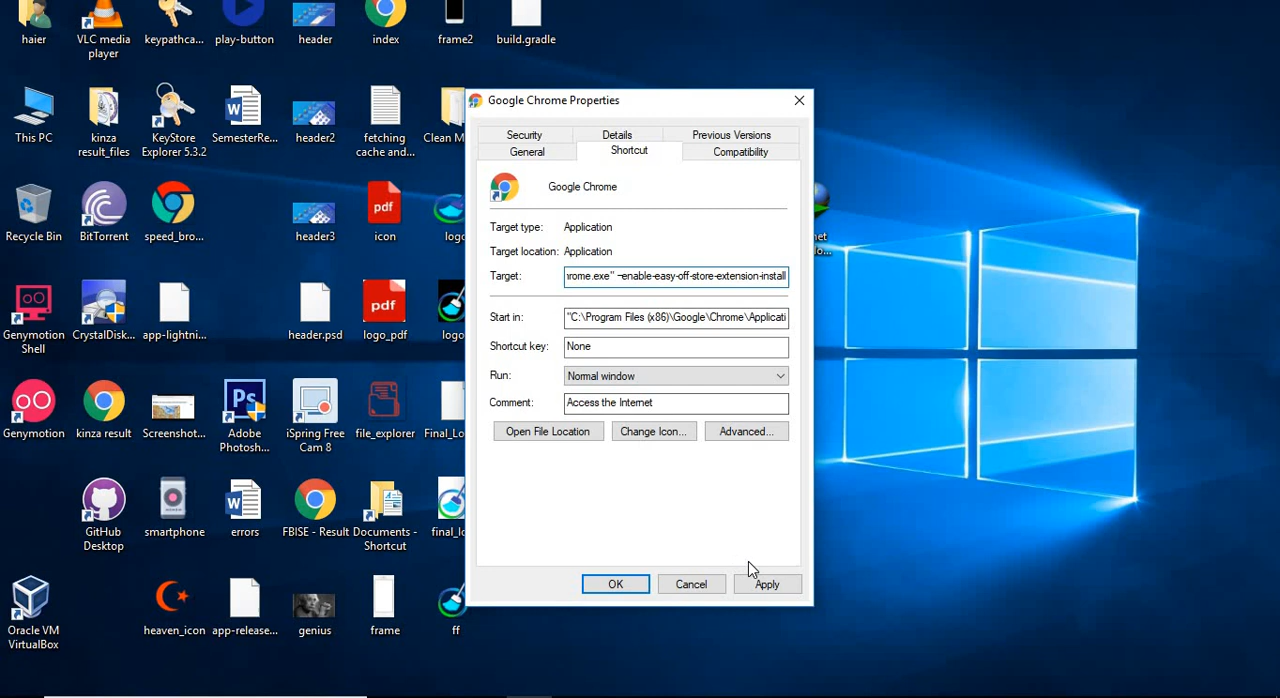 haier
VLC media
player
keypathca...
play-button
header
index
frame2
build.gradle
This PC
kinza
result_files
KeyStore
Explorer 5.3.2
SemesterRe...
header2
fetching
cache and...
Clean M
Recycle Bin
BitTorrent
speed_bro...
header3
pdf
icon
logo
Genymotion
Shell
CrystalDisk...
app-lightni...
header.psd
pdf
logo_pdf
logo
Genymotion
kinza result
Screenshot...
Ps
Adobe
Photosh...
iSpring Free
Cam 8
file_explorer
Final_Lo
GitHub
Desktop
smartphone
errors
FBISE - Result
Documents -
Shortcut
final_lo
Oracle VM
VirtualBox
heaven_icon
app-release...
genius
frame
ff
net
o...
Google Chrome Properties
Security
Details
Previous Versions
General
Shortcut
Compatibility
Google Chrome
Target type: Application
Target location: Application
Target: rome.exe" –enable-easy-off-store-extension-install
Start in: "C:\Program Files (x86)\Google\Chrome\Applicati
Shortcut key: None
Run: Normal window
Comment: Access the Internet
Open File Location
Change Icon...
Advanced...
OK
Cancel
Apply